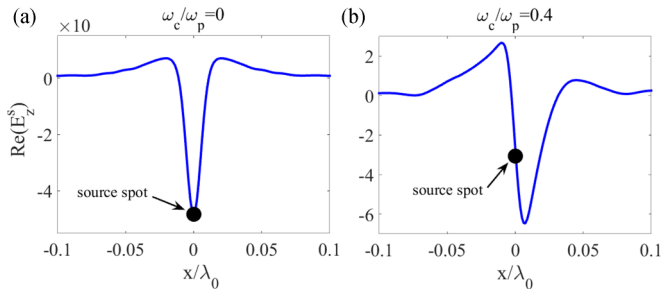 (a) ω_c/ω_p=0
×10
Re(E_z^s)
0
-2
-4
source spot
-0.1 -0.05 0 0.05 0.1
x/λ_0
(b) ω_c/ω_p=0.4
2
0
-2
-4
-6
source spot
-0.1 -0.05 0 0.05 0.1
x/λ_0